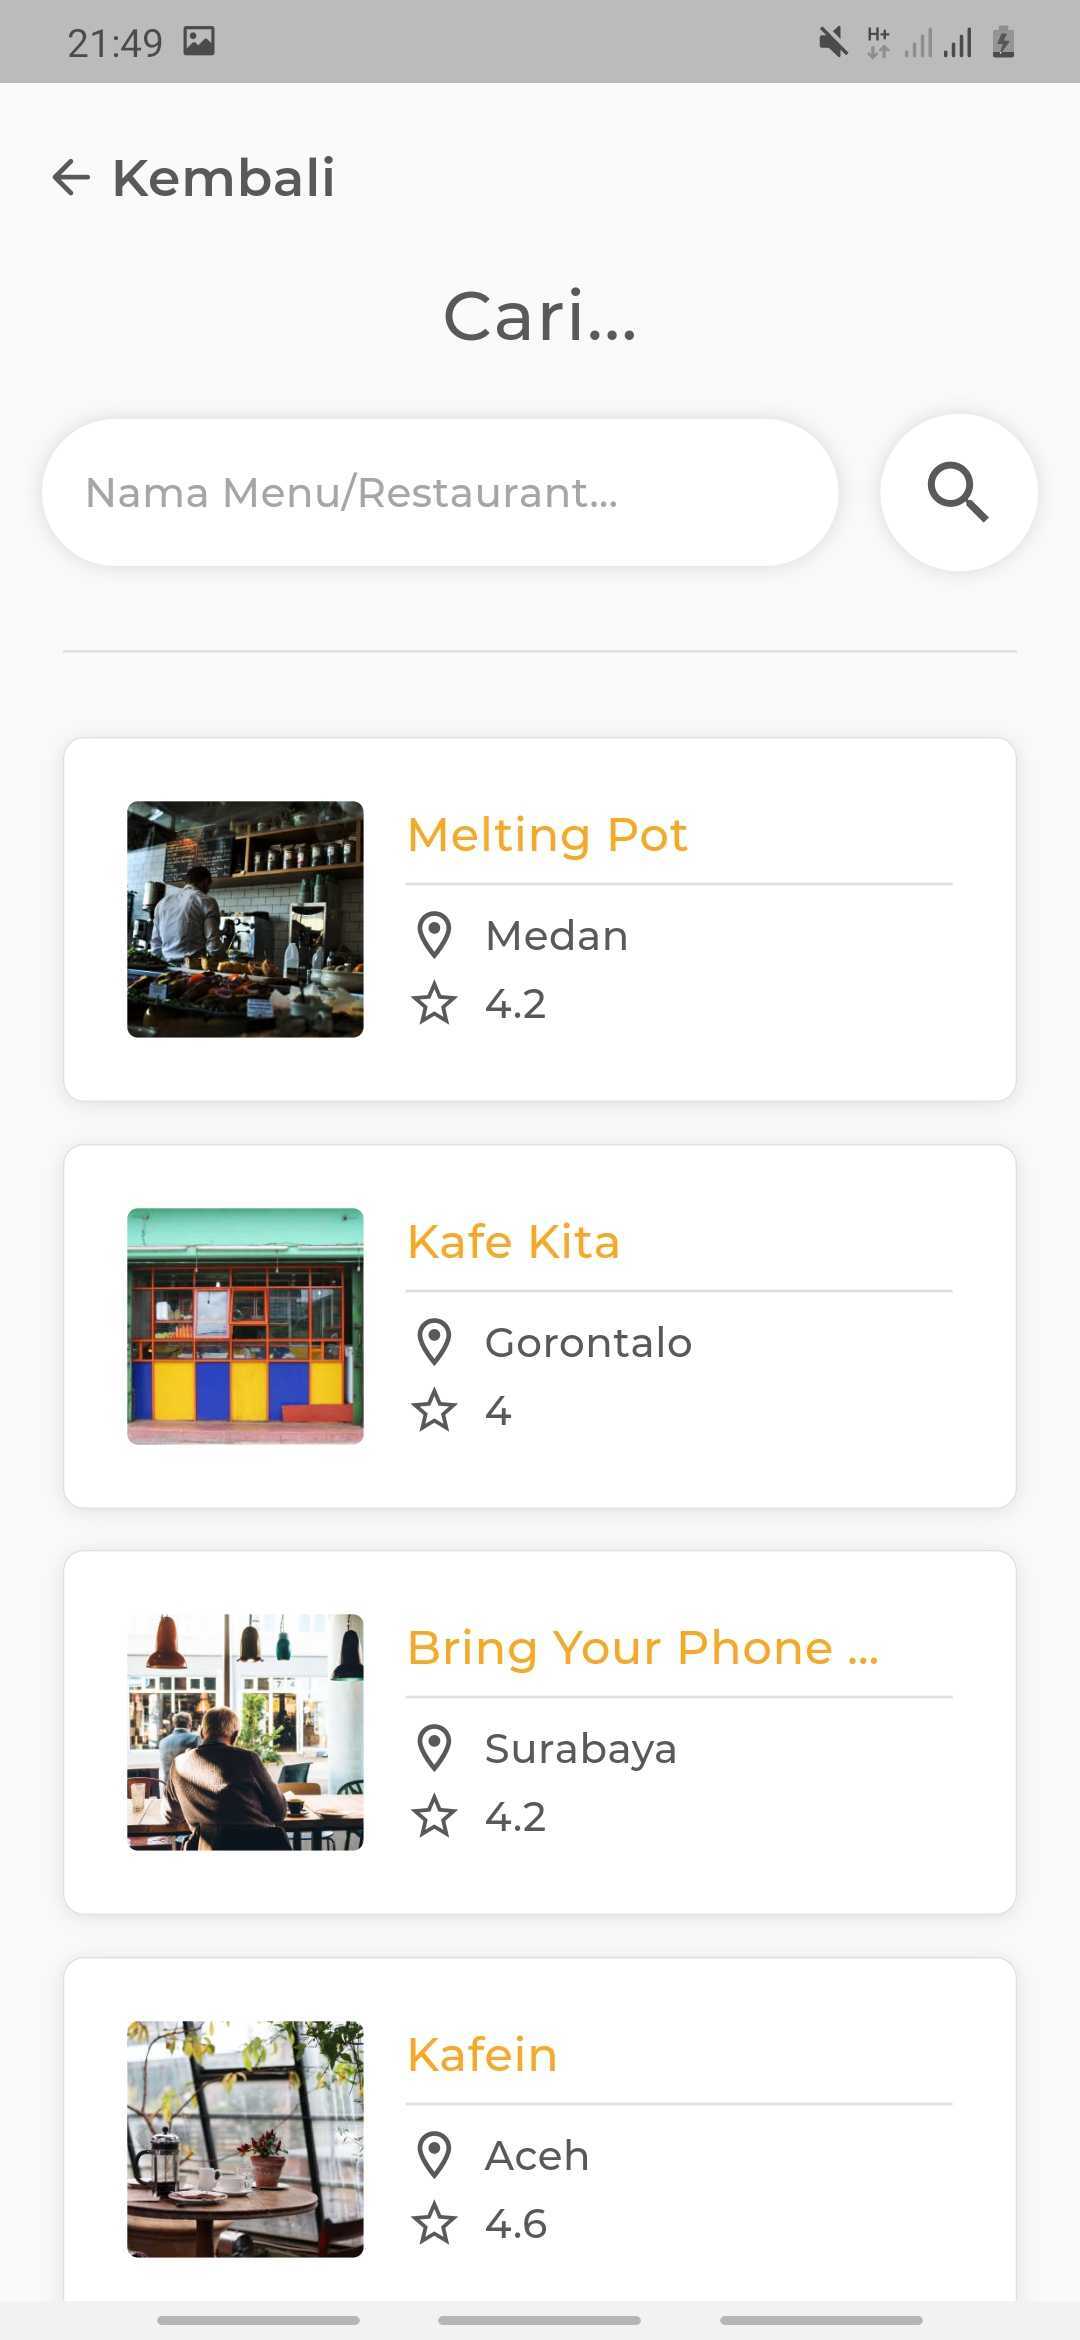 21:49
H+
← Kembali
Cari...
Nama Menu/Restaurant...
Melting Pot
Medan
4.2
Kafe Kita
Gorontalo
4
Bring Your Phone ...
Surabaya
4.2
Kafein
Aceh
4.6